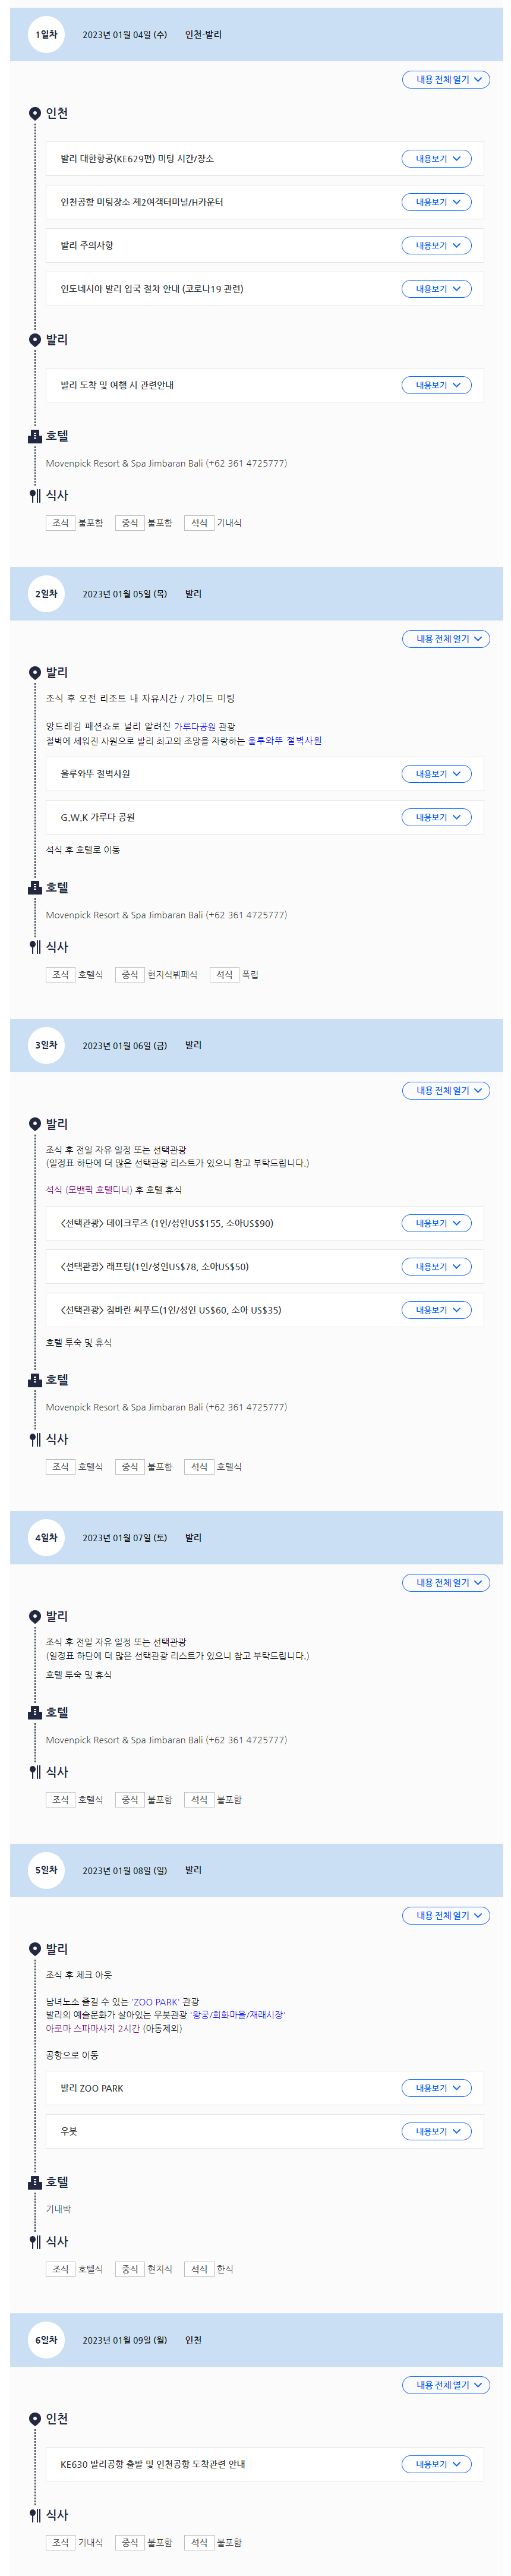 1일차 2023년 01월 04일 (수) 인천-발리
내용 전체 열기
인천
발리 대한항공(KE629편) 미팅 시간/장소 내용보기
인천공항 미팅장소 제2여객터미널/H카운터 내용보기
발리 주의사항 내용보기
인도네시아 발리 입국 절차 안내 (코로나19 관련) 내용보기
발리
발리 도착 및 여행 시 관련안내 내용보기
호텔
Movenpick Resort & Spa Jimbaran Bali (+62 361 4725777)
식사
조식 불포함 중식 불포함 석식 기내식
2일차 2023년 01월 05일 (목) 발리
내용 전체 열기
발리
조식 후 오전 리조트 내 자유시간 / 가이드 미팅
앙드레김 패션쇼로 널리 알려진 가루다공원 관광
절벽에 세워진 사원으로 발리 최고의 조망을 자랑하는 울루와뚜 절벽사원
울루와뚜 절벽사원 내용보기
G.W.K 가루다 공원 내용보기
석식 후 호텔로 이동
호텔
Movenpick Resort & Spa Jimbaran Bali (+62 361 4725777)
식사
조식 호텔식 중식 현지식뷔페식 석식 폭립
3일차 2023년 01월 06일 (금) 발리
내용 전체 열기
발리
조식 후 전일 자유 일정 또는 선택관광
(일정표 하단에 더 많은 선택관광 리스트가 있으니 참고 부탁드립니다.)
석식 (모밴픽 호텔디너) 후 호텔 휴식
<선택관광> 데이크루즈 (1인/성인US$155, 소아US$90) 내용보기
<선택관광> 래프팅(1인/성인US$78, 소아US$50) 내용보기
<선택관광> 짐바란 씨푸드(1인/성인 US$60, 소아 US$35) 내용보기
호텔 투숙 및 휴식
호텔
Movenpick Resort & Spa Jimbaran Bali (+62 361 4725777)
식사
조식 호텔식 중식 불포함 석식 호텔식
4일차 2023년 01월 07일 (토) 발리
내용 전체 열기
발리
조식 후 전일 자유 일정 또는 선택관광
(일정표 하단에 더 많은 선택관광 리스트가 있으니 참고 부탁드립니다.)
호텔 투숙 및 휴식
호텔
Movenpick Resort & Spa Jimbaran Bali (+62 361 4725777)
식사
조식 호텔식 중식 불포함 석식 불포함
5일차 2023년 01월 08일 (일) 발리
내용 전체 열기
발리
조식 후 체크 아웃
남녀노소 즐길 수 있는 'ZOO PARK' 관광
발리의 예술문화가 살아있는 우붓관광 '왕궁/회화마을/재래시장'
아로마 스파마사지 2시간 (아동제외)
공항으로 이동
발리 ZOO PARK 내용보기
우붓 내용보기
호텔
기내박
식사
조식 호텔식 중식 현지식 석식 한식
6일차 2023년 01월 09일 (월) 인천
내용 전체 열기
인천
KE630 발리공항 출발 및 인천공항 도착관련 안내 내용보기
식사
조식 기내식 중식 불포함 석식 불포함